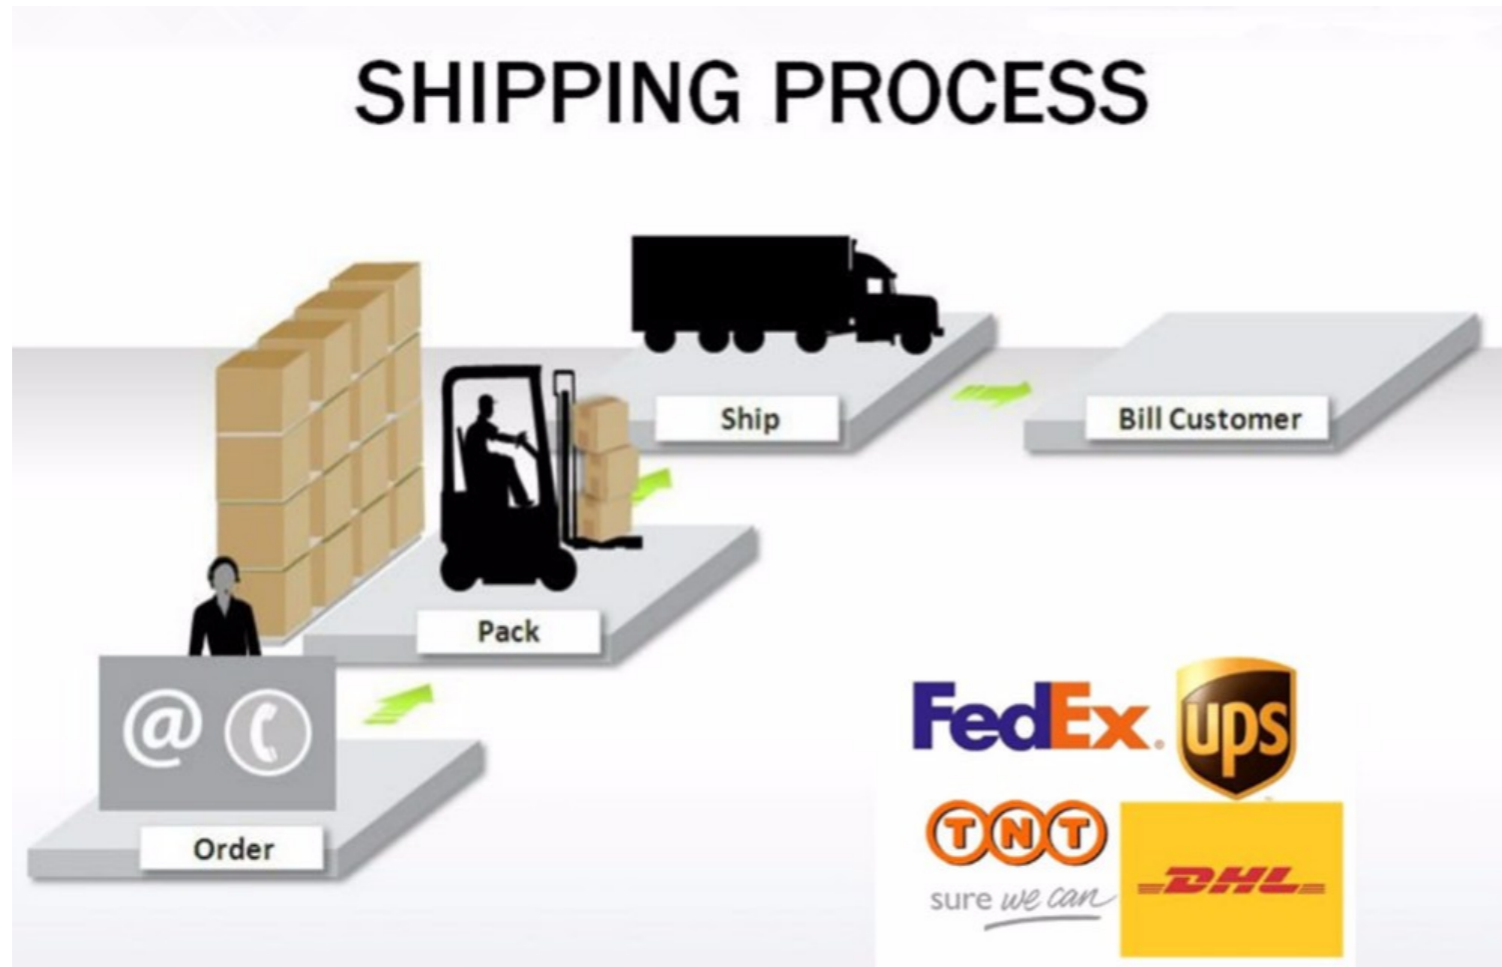 SHIPPING PROCESS
Ship
Bill Customer
Pack
@
Order
FedEx.
ups
TNT
sure we can
DHL